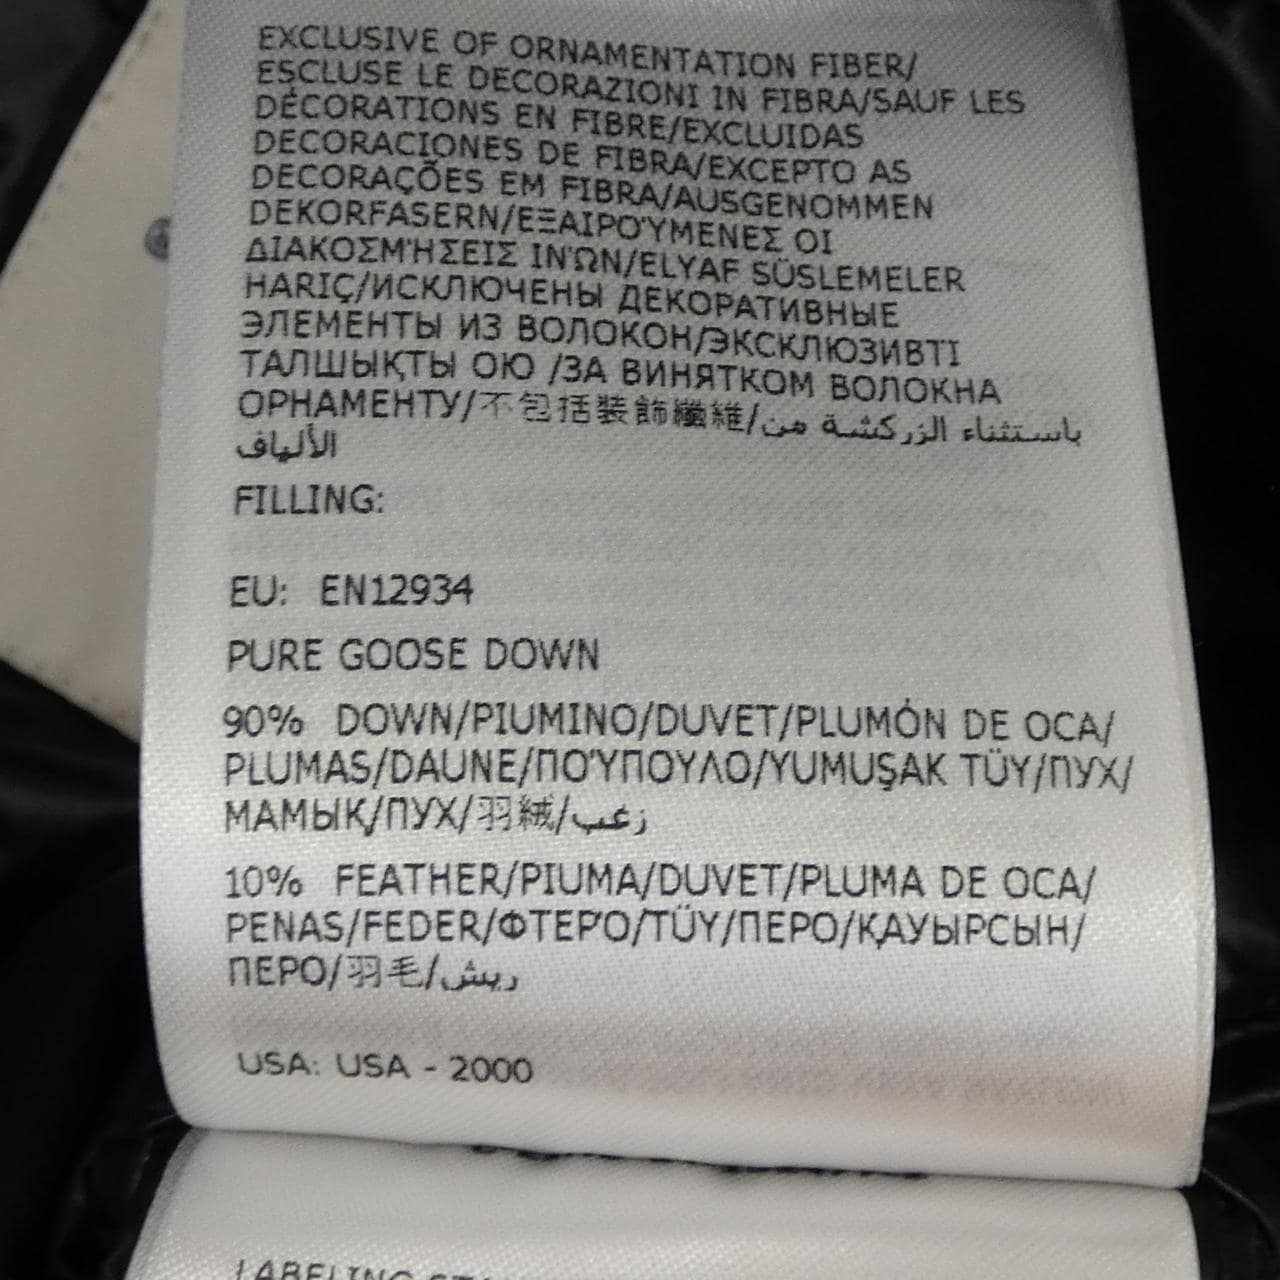 EXCLUSIVE OF ORNAMENTATION FIBER/
ESCLUSE LE DECORAZIONI IN FIBRA/SAUF LES
DÉCORATIONS EN FIBRE/EXCLUIDAS
DECORACIONES DE FIBRA/EXCEPTO AS
DECORAÇÕES EM FIBRA/AUSGENOMMEN
DEKORFASERN/ΕΞΑΙΡΟΎΜΕΝΕΣ ΟΙ
ΔΙΑΚΟΣΜΉΣΕΙΣ ΙΝΏΝ/ELYAF SÜSLEMELER
HARIÇ/ИСКЛЮЧЕНЫ ДЕКОРАТИВНЫЕ
ЭЛЕМЕНТЫ ИЗ ВОЛОКОН/ЭКСКЛЮЗИВТІ
ТАЛШЫҚТЫ ОЮ /ЗА ВИНЯТКОМ ВОЛОКНА
ОРНАМЕНТУ/不包括裝飾纖維/باستثناء الزركشة من
الألياف
FILLING:
EU: EN12934
PURE GOOSE DOWN
90% DOWN/PIUMINO/DUVET/PLUMÓN DE OCA/
PLUMAS/DAUNE/ΠΟΎΠΟΥΛΟ/YUMUŞAK TÜY/ПУХ/
МАМЫҚ/ПУХ/羽絨/زغب
10% FEATHER/PIUMA/DUVET/PLUMA DE OCA/
PENAS/FEDER/ΦΤΕΡΌ/TÜY/ПЕРО/ҚАУЫРСЫН/
ПЕРО/羽毛/ريش
USA: USA - 2000
LABELING